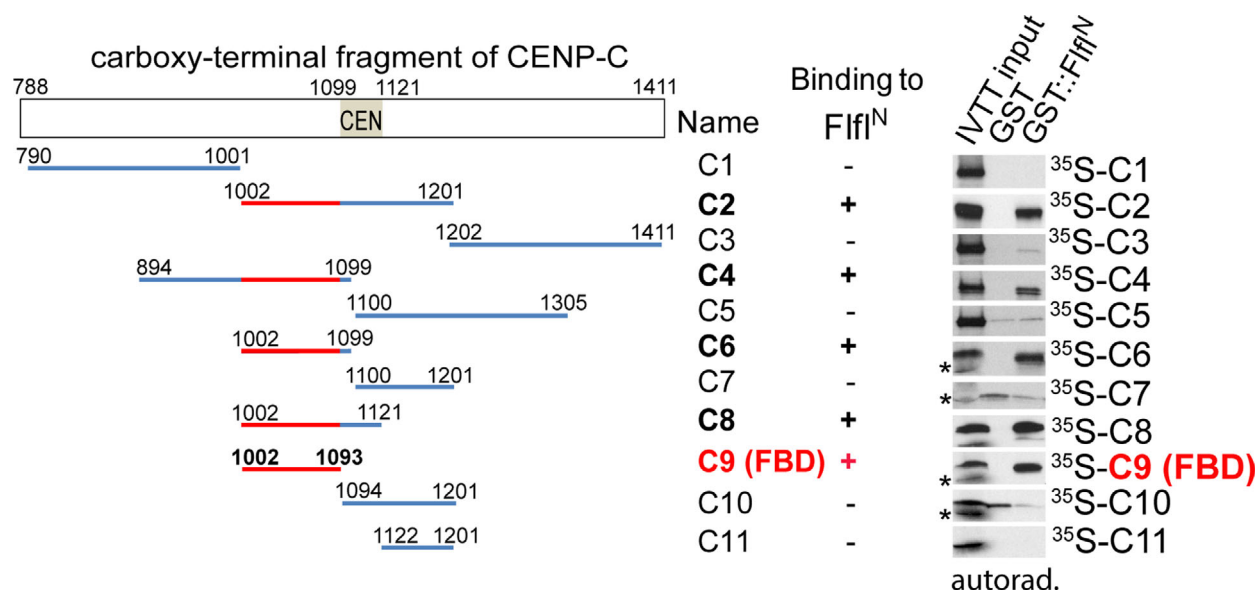 carboxy-terminal fragment of CENP-C
788 1099 1121 1411
CEN
Name
Binding to
Flfl^N
IVTT input
GST
GST::Flfl^N
790 1001 C1 - ³⁵S-C1
1002 1201 C2 + ³⁵S-C2
1202 1411 C3 - ³⁵S-C3
894 1099 C4 + ³⁵S-C4
1100 1305 C5 - ³⁵S-C5
1002 1099 C6 + * ³⁵S-C6
1100 1201 C7 - * ³⁵S-C7
1002 1121 C8 + ³⁵S-C8
1002 1093 C9 (FBD) + * ³⁵S-C9 (FBD)
1094 1201 C10 - * ³⁵S-C10
1122 1201 C11 - ³⁵S-C11
autorad.